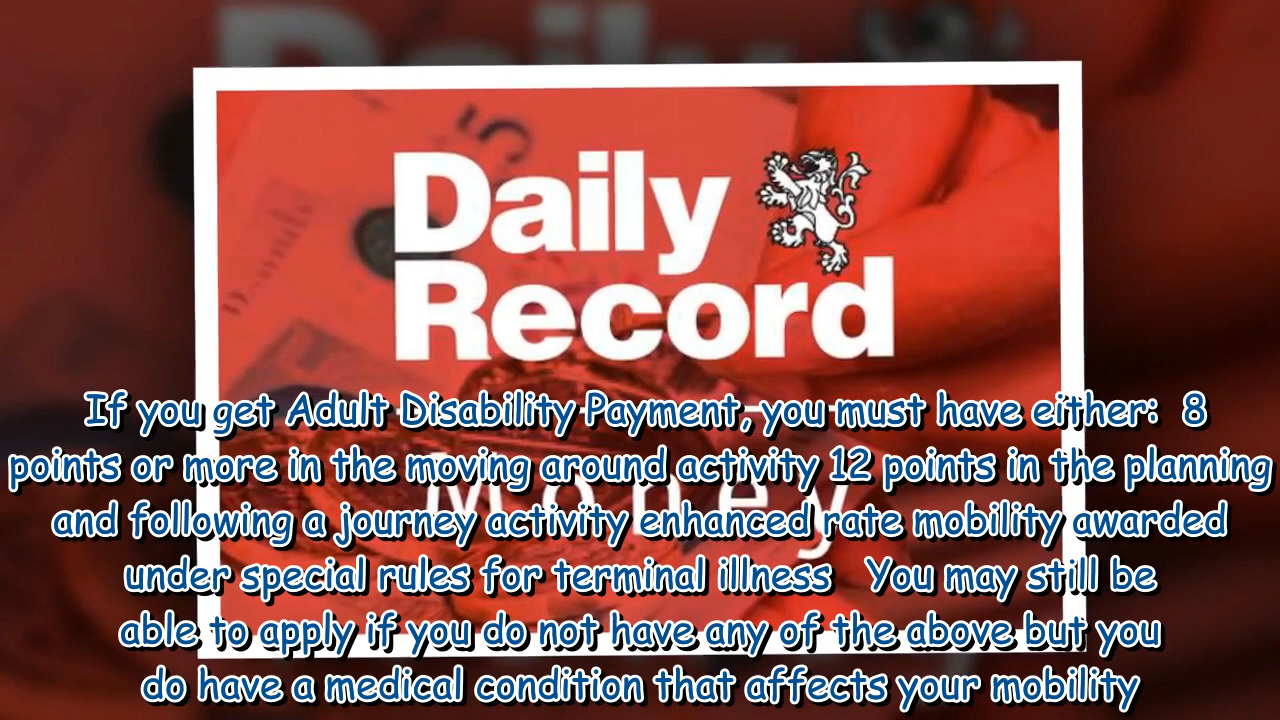 Daily
Record
Money
If you get Adult Disability Payment, you must have either: 8
points or more in the moving around activity 12 points in the planning
and following a journey activity enhanced rate mobility awarded
under special rules for terminal illness You may still be
able to apply if you do not have any of the above but you
do have a medical condition that affects your mobility